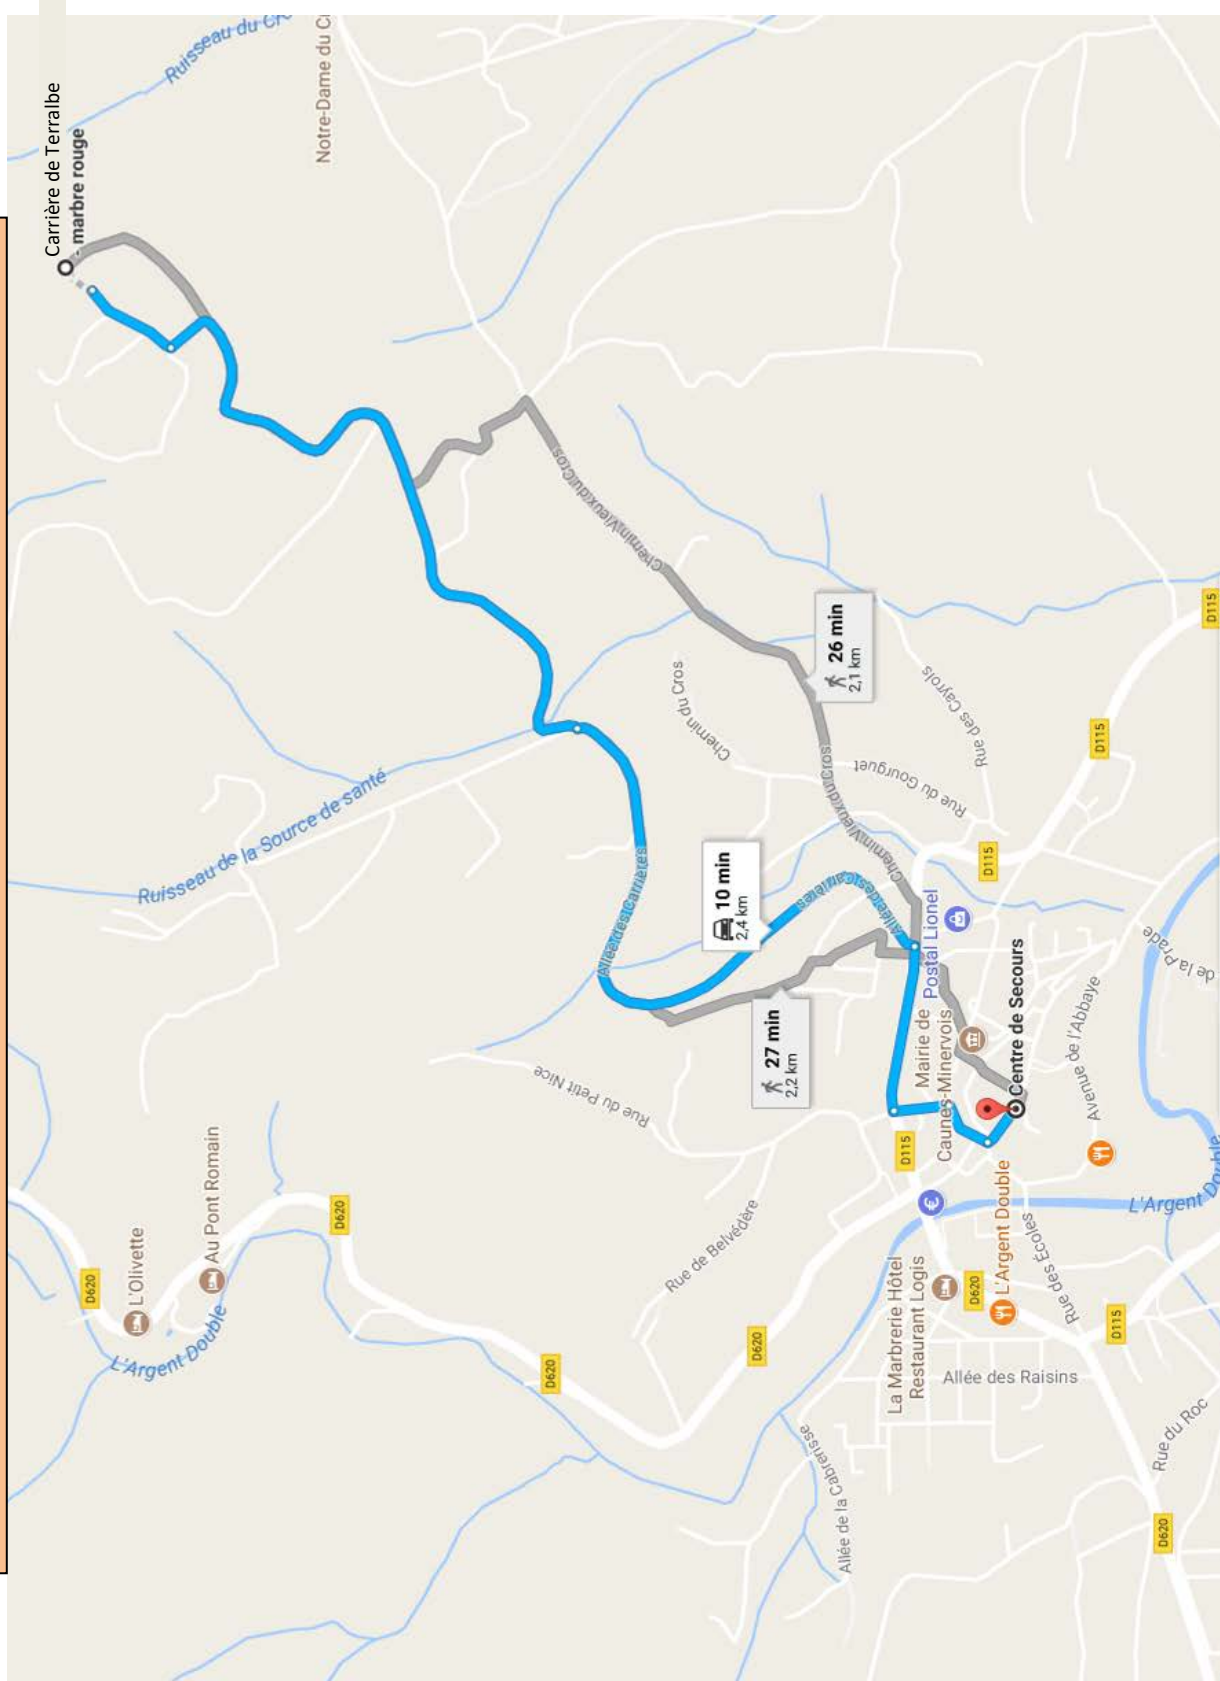 Carrière de Terralbe
- marbre rouge
D620
L'Olivette
L'Argent Double
Au Pont Romain
Ruisseau de la Source de santé
Ruisseau du Cr
Notre-Dame du C
D620
D620
Rue du Petit Nice
Allée des Carrières
Chemin Vieux du Cros
Rue de Belvédère
Chemin du Cros
10 min
2,4 km
D620
27 min
2,2 km
26 min
2,1 km
Allée de la Cabrerisse
Allée des Carrières
Chemin Vieux du Cros
Rue du Gourguet
La Marbrerie Hôtel
Restaurant Logis
D115
Mairie de
Caunes-Minervois
Postal Lionel
Rue des Cayrols
Allée des Raisins
D620
D115
L'Argent Double
Centre de Secours
Rue des Écoles
Avenue de l'Abbaye
D115
D115
L'Argent Double
de la Prade
D620
Rue du Roc
D115